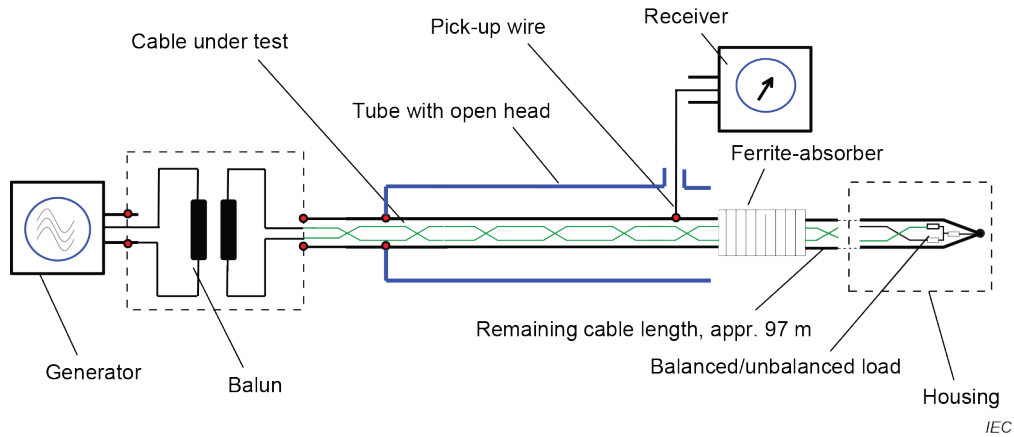 Receiver
Pick-up wire
Cable under test
Tube with open head
Ferrite-absorber
Remaining cable length, appr. 97 m
Balanced/unbalanced load
Generator
Balun
Housing
IEC